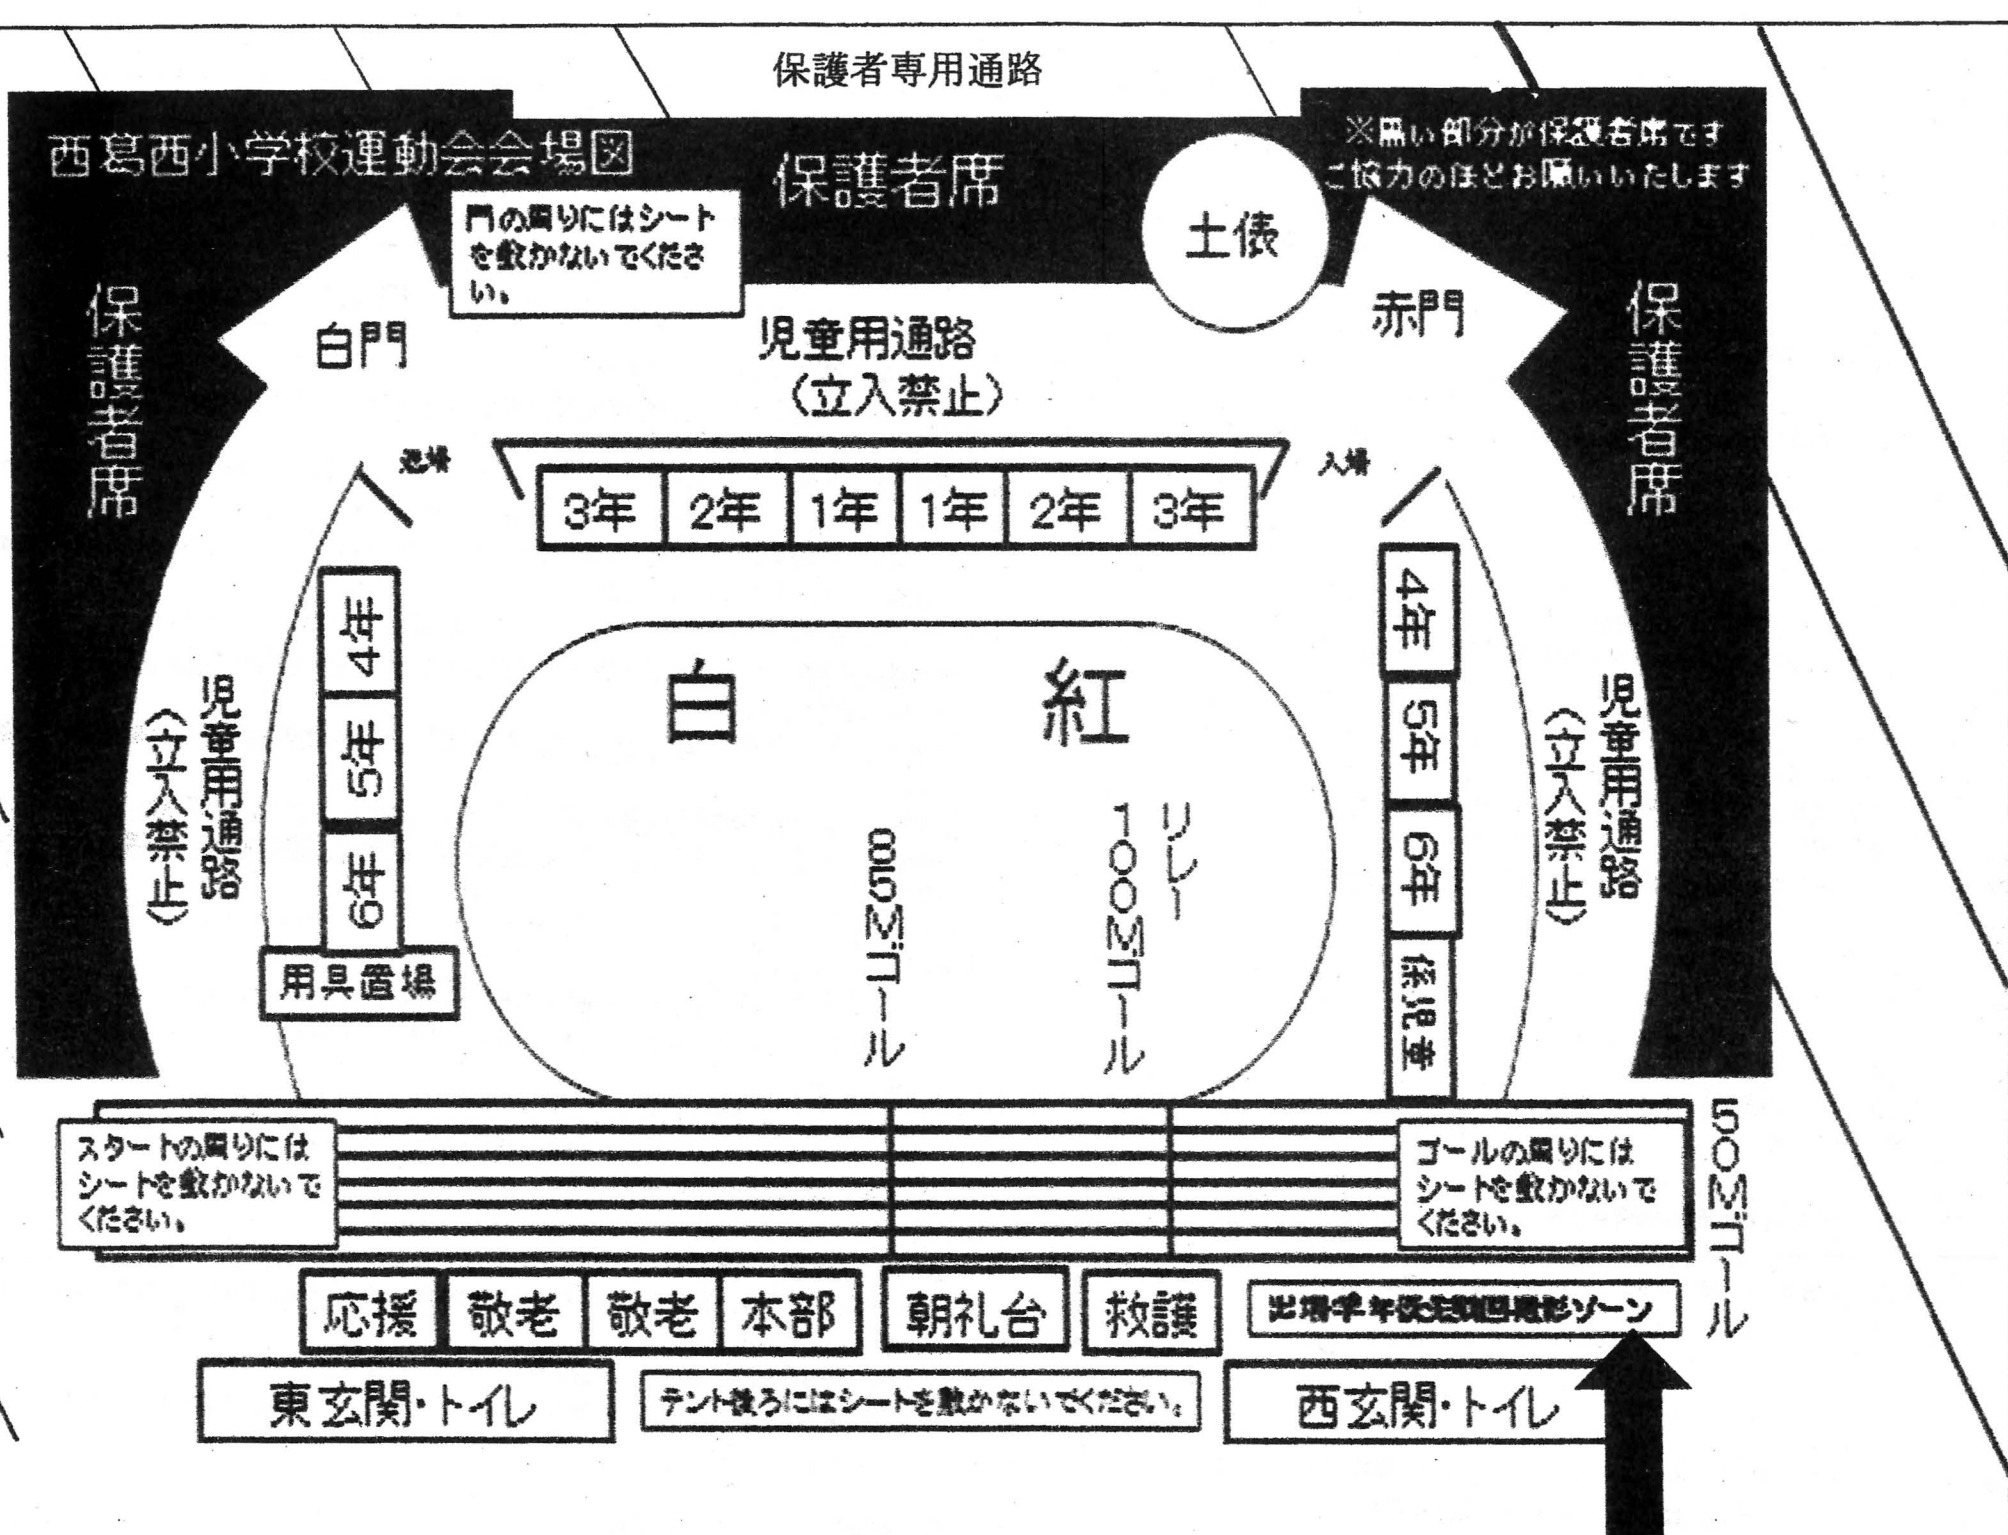 保護者専用通路
西葛西小学校運動会会場図
保護者席
※黒い部分が保護者席です
ご協力のほどお願いいたします
門の周りにはシート
を敷かないでくださ
い。
土俵
保護者席
白門
赤門
保護者席
児童用通路
(立入禁止)
退場
入場
3年 2年 1年 1年 2年 3年
4年
5年
6年
用具置場
児童用通路
(立入禁止)
白
紅
85Mゴール
リレー
100Mゴール
4年
5年
6年
係児童
児童用通路
(立入禁止)
スタートの周りには
シートを敷かないで
ください。
ゴールの周りには
シートを敷かないで
ください。
50Mゴール
応援 敬老 敬老 本部 朝礼台 救護
ゾーン
東玄関・トイレ
テント後ろにはシートを敷かないでください。
西玄関・トイレ